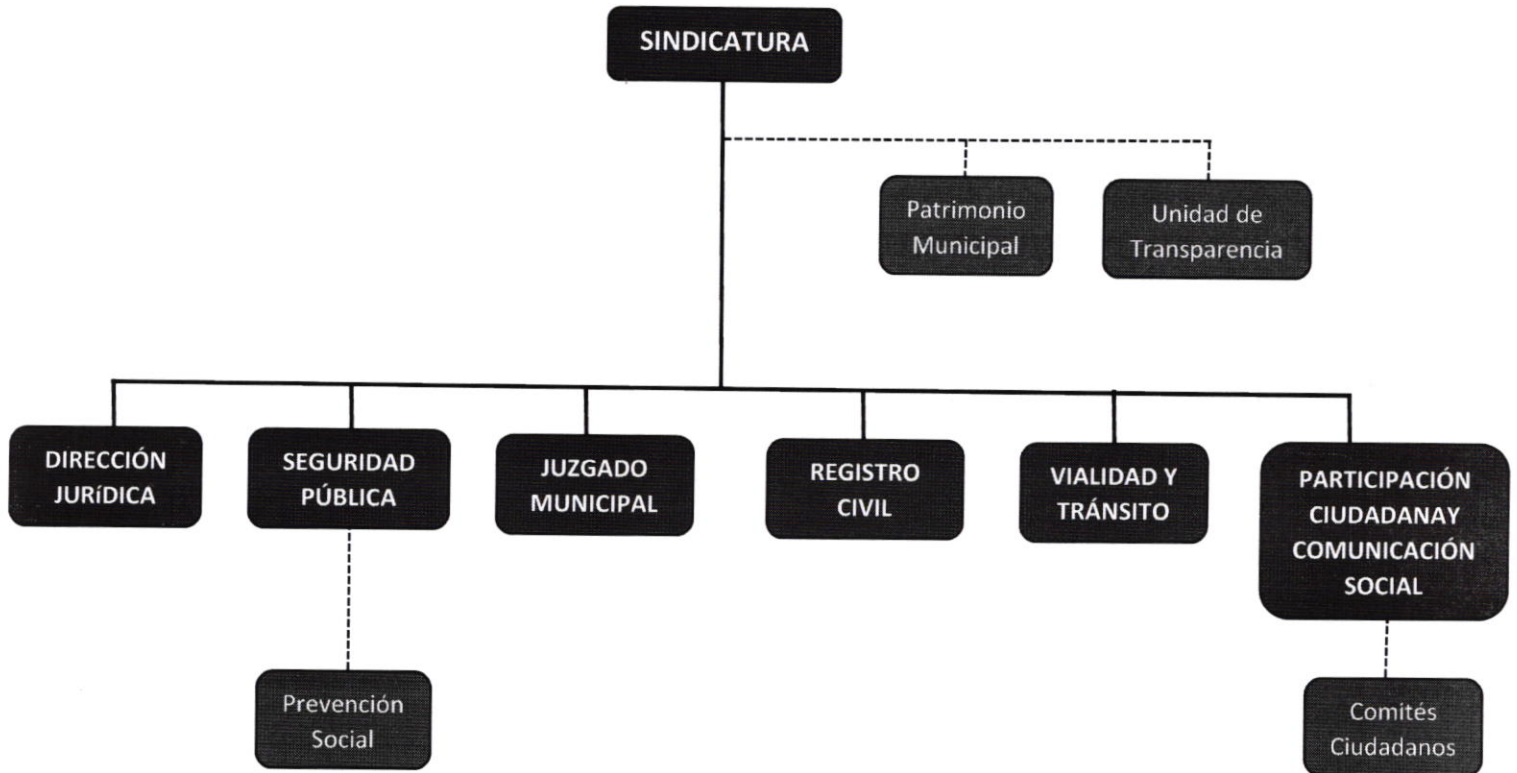 SINDICATURA
Patrimonio
Municipal
Unidad de
Transparencia
DIRECCIÓN
JURÍDICA
SEGURIDAD
PÚBLICA
JUZGADO
MUNICIPAL
REGISTRO
CIVIL
VIALIDAD Y
TRÁNSITO
PARTICIPACIÓN
CIUDADANAY
COMUNICACIÓN
SOCIAL
Prevención
Social
Comités
Ciudadanos